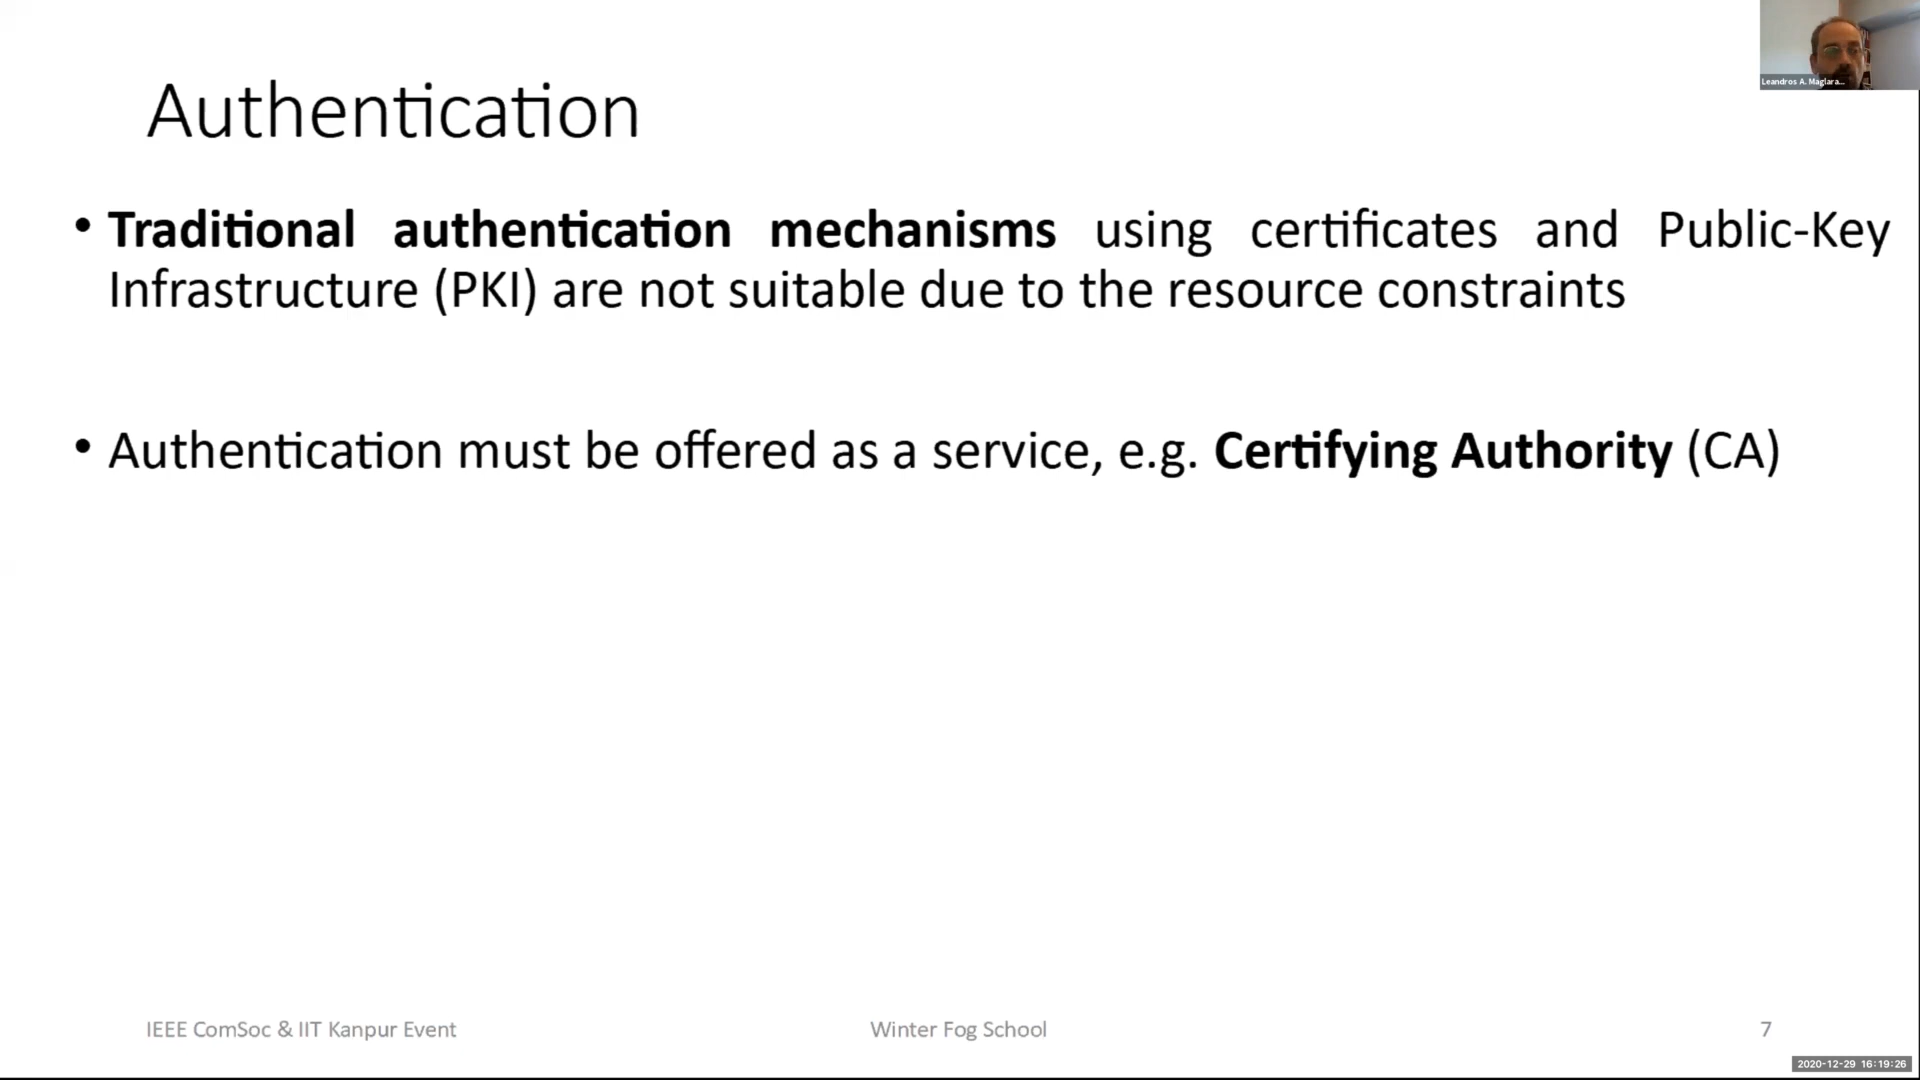 Leandros A. Maglara...
Authentication
• Traditional authentication mechanisms using certificates and Public-Key
Infrastructure (PKI) are not suitable due to the resource constraints
• Authentication must be offered as a service, e.g. Certifying Authority (CA)
IEEE ComSoc & IIT Kanpur Event
Winter Fog School
7
2020-12-29 16:19:26